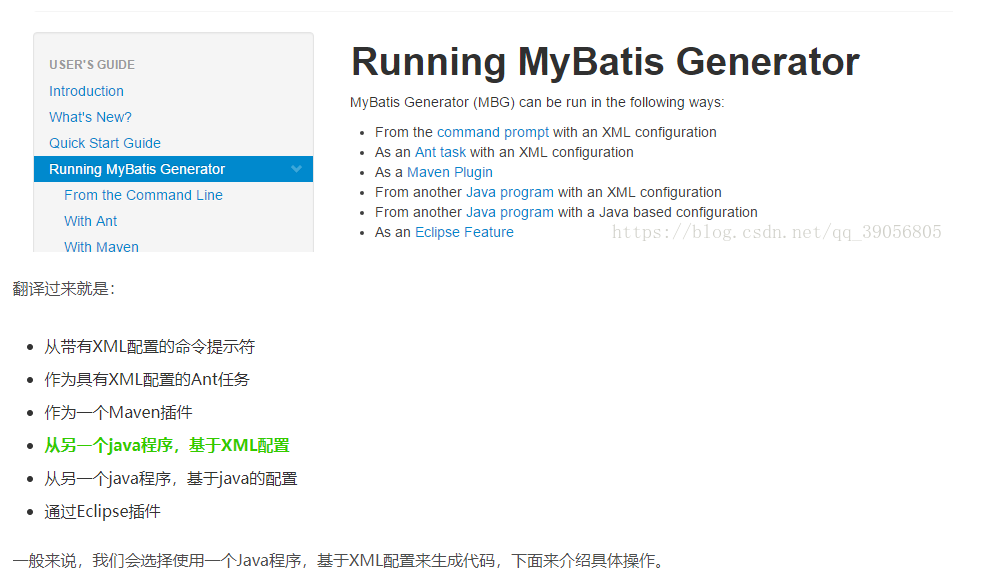 USER'S GUIDE
Introduction
What's New?
Quick Start Guide
Running MyBatis Generator
From the Command Line
With Ant
With Maven
Running MyBatis Generator
MyBatis Generator (MBG) can be run in the following ways:
From the command prompt with an XML configuration
As an Ant task with an XML configuration
As a Maven Plugin
From another Java program with an XML configuration
From another Java program with a Java based configuration
As an Eclipse Feature
https://blog.csdn.net/qq_39056805
翻译过来就是：
从带有XML配置的命令提示符
作为具有XML配置的Ant任务
作为一个Maven插件
从另一个java程序，基于XML配置
从另一个java程序，基于java的配置
通过Eclipse插件
一般来说，我们会选择使用一个Java程序，基于XML配置来生成代码，下面来介绍具体操作。